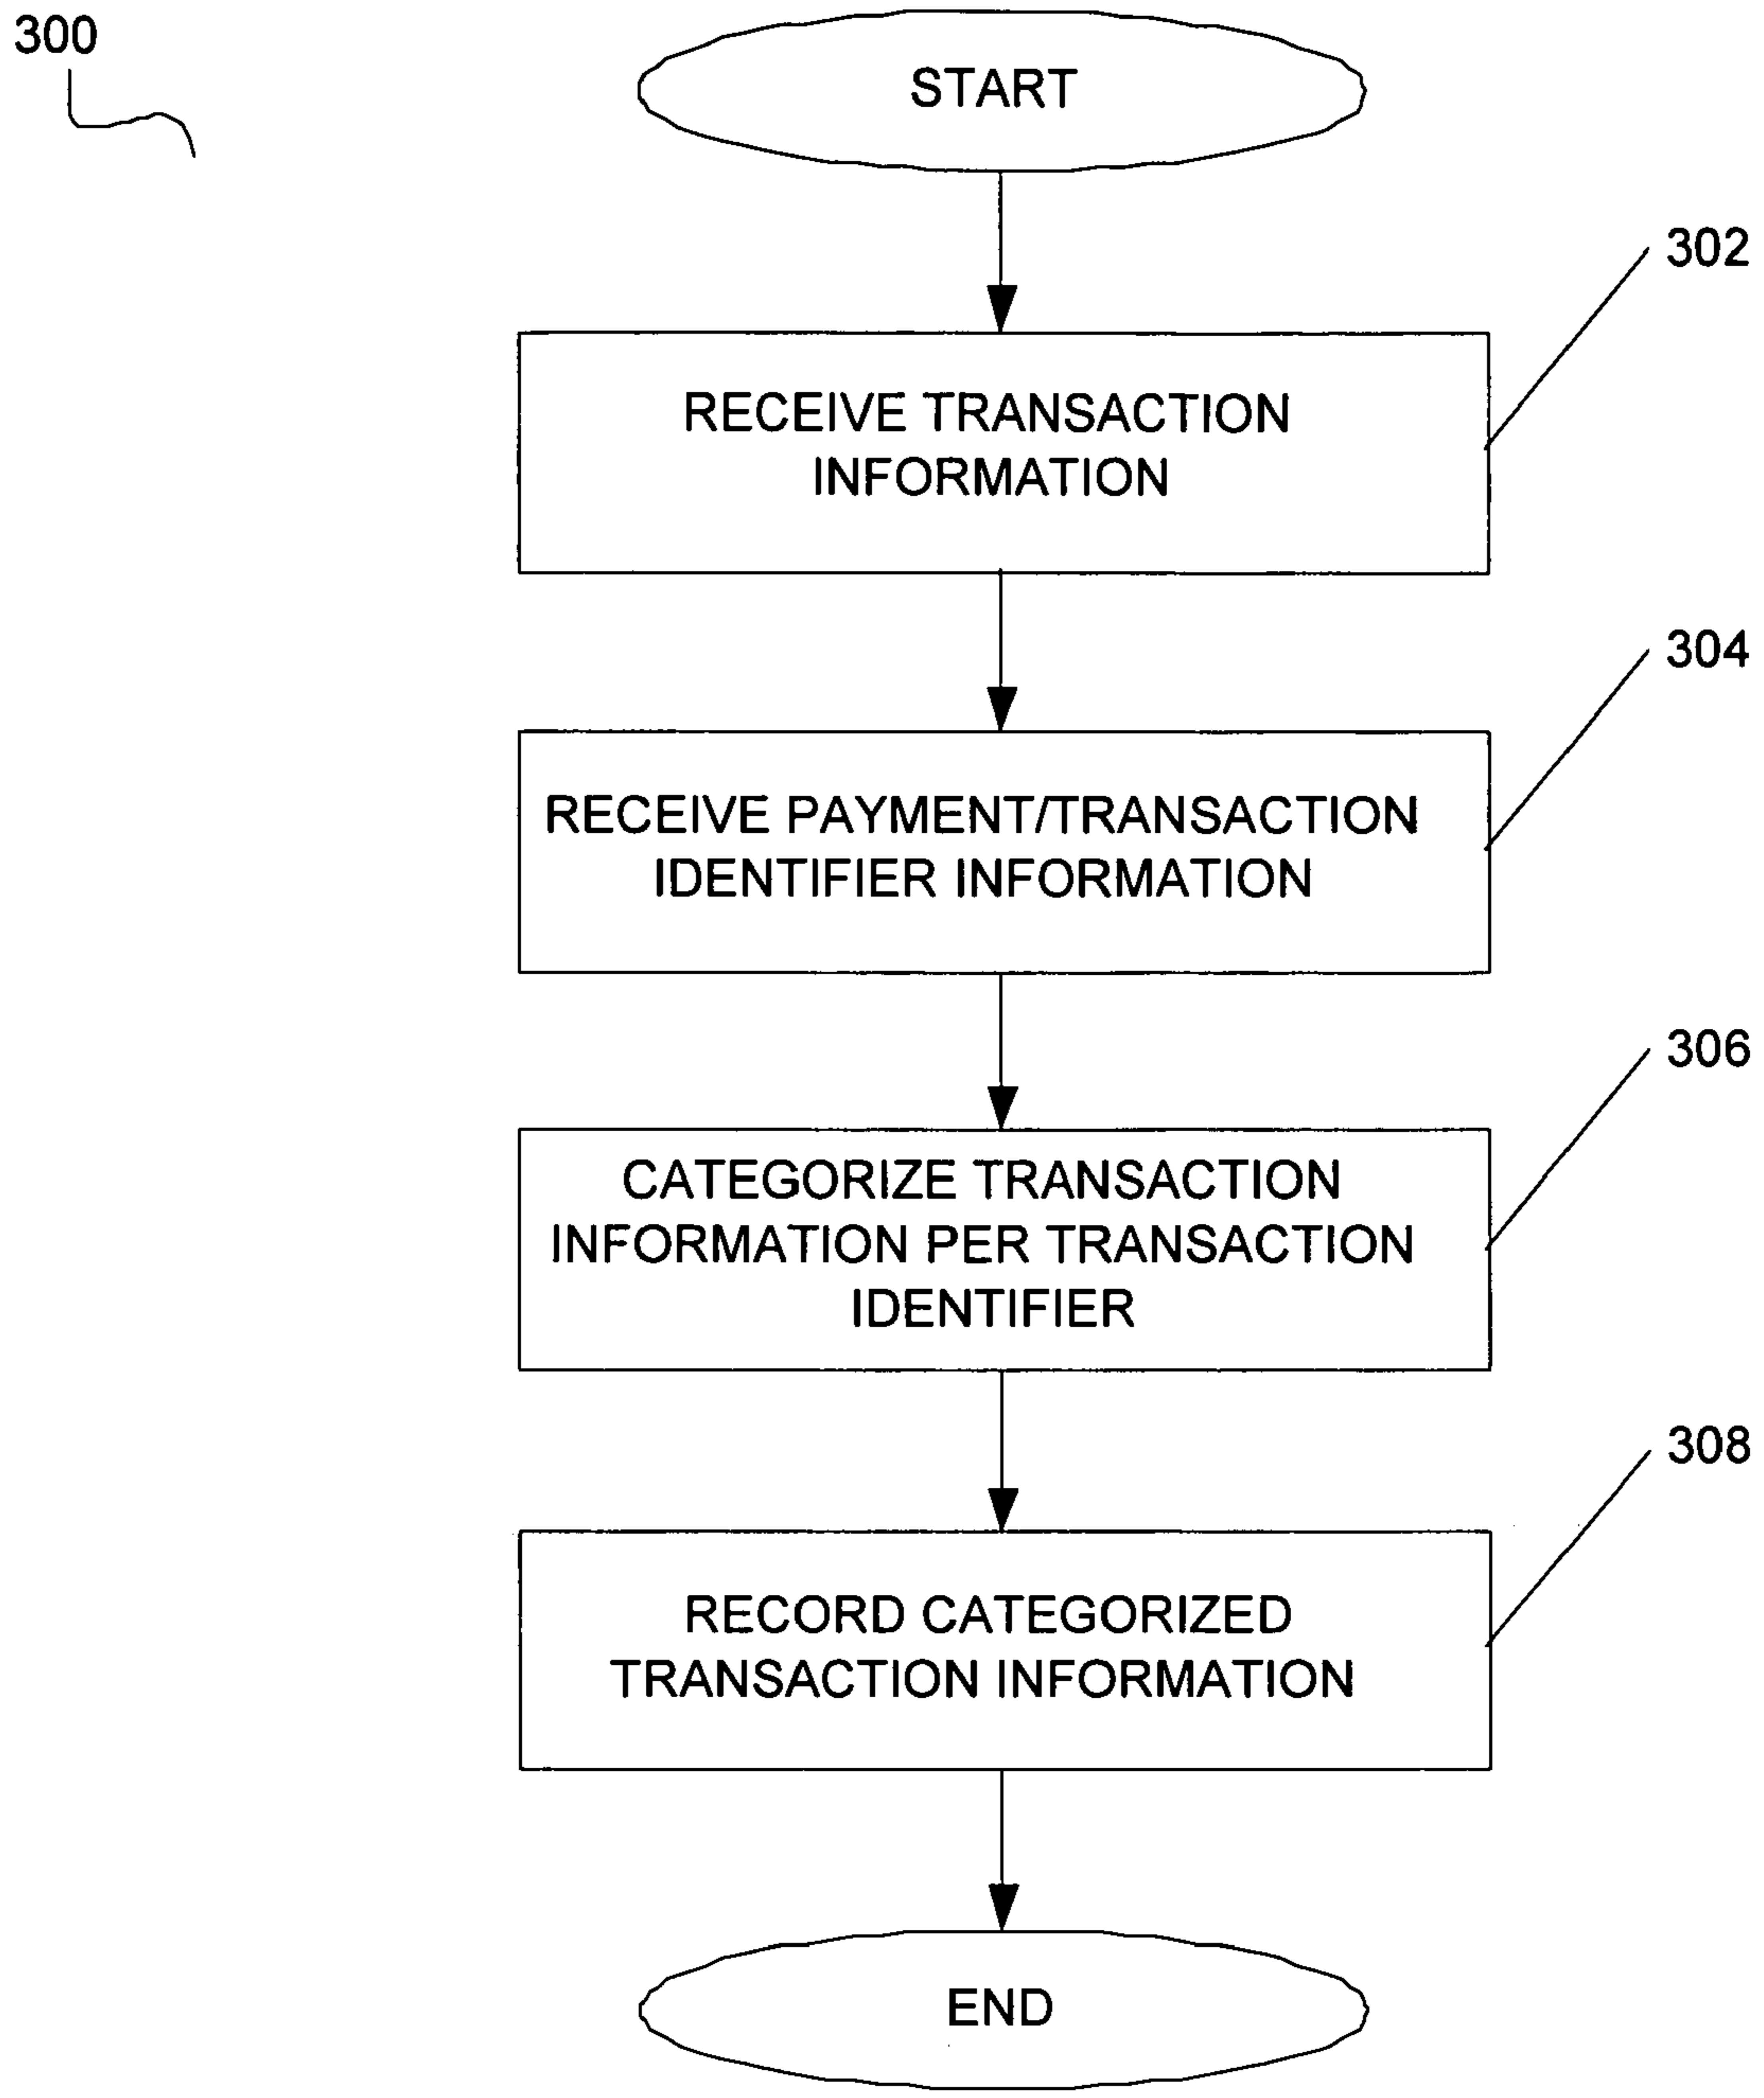 300
START
302
RECEIVE TRANSACTION
INFORMATION
304
RECEIVE PAYMENT/TRANSACTION
IDENTIFIER INFORMATION
306
CATEGORIZE TRANSACTION
INFORMATION PER TRANSACTION
IDENTIFIER
308
RECORD CATEGORIZED
TRANSACTION INFORMATION
END